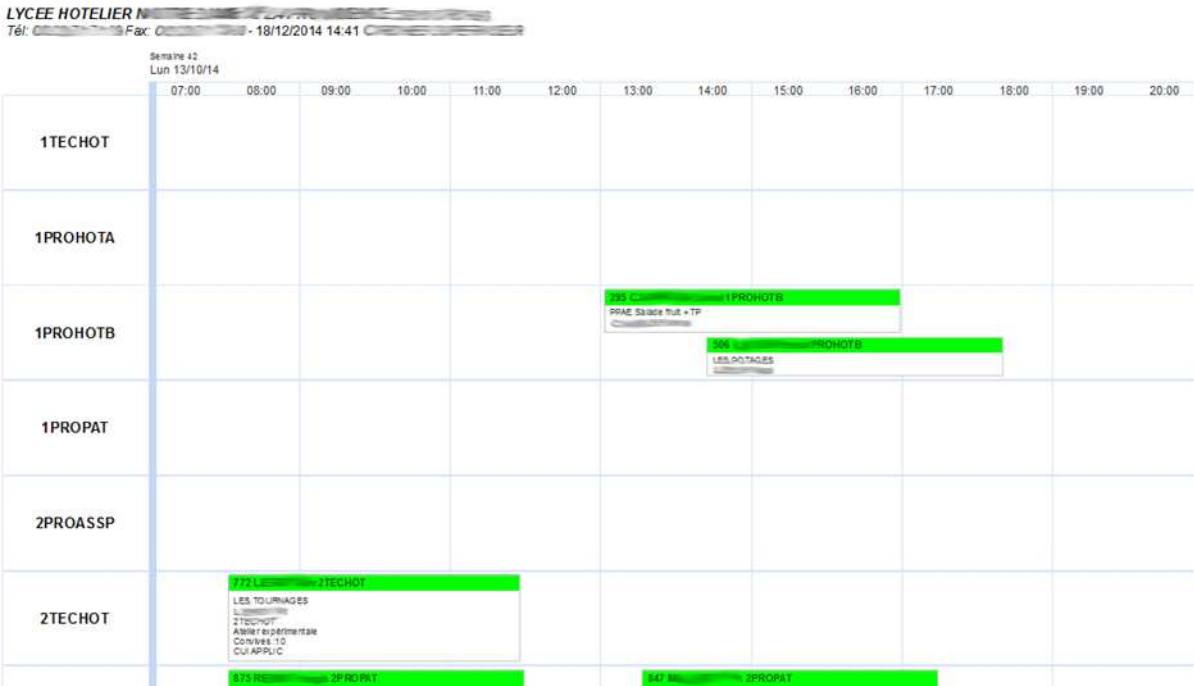 LYCEE HOTELIER
Tél: Fax: - 18/12/2014 14:41
Semaine 42
Lun 13/10/14
07:00 08:00 09:00 10:00 11:00 12:00 13:00 14:00 15:00 16:00 17:00 18:00 19:00 20:00
1TECHOT
1PROHOTA
1PROHOTB
295 1PROHOTB
PPAE Salade fruit + TP
506 PROHOTB
LES POTAGES
1PROPAT
2PROASSP
2TECHOT
772 2TECHOT
LES TOURNAGES
2TECHOT
Atelier expérimentale
Convives :10
CUI APPLIC
875 2PROPAT
847 2PROPAT